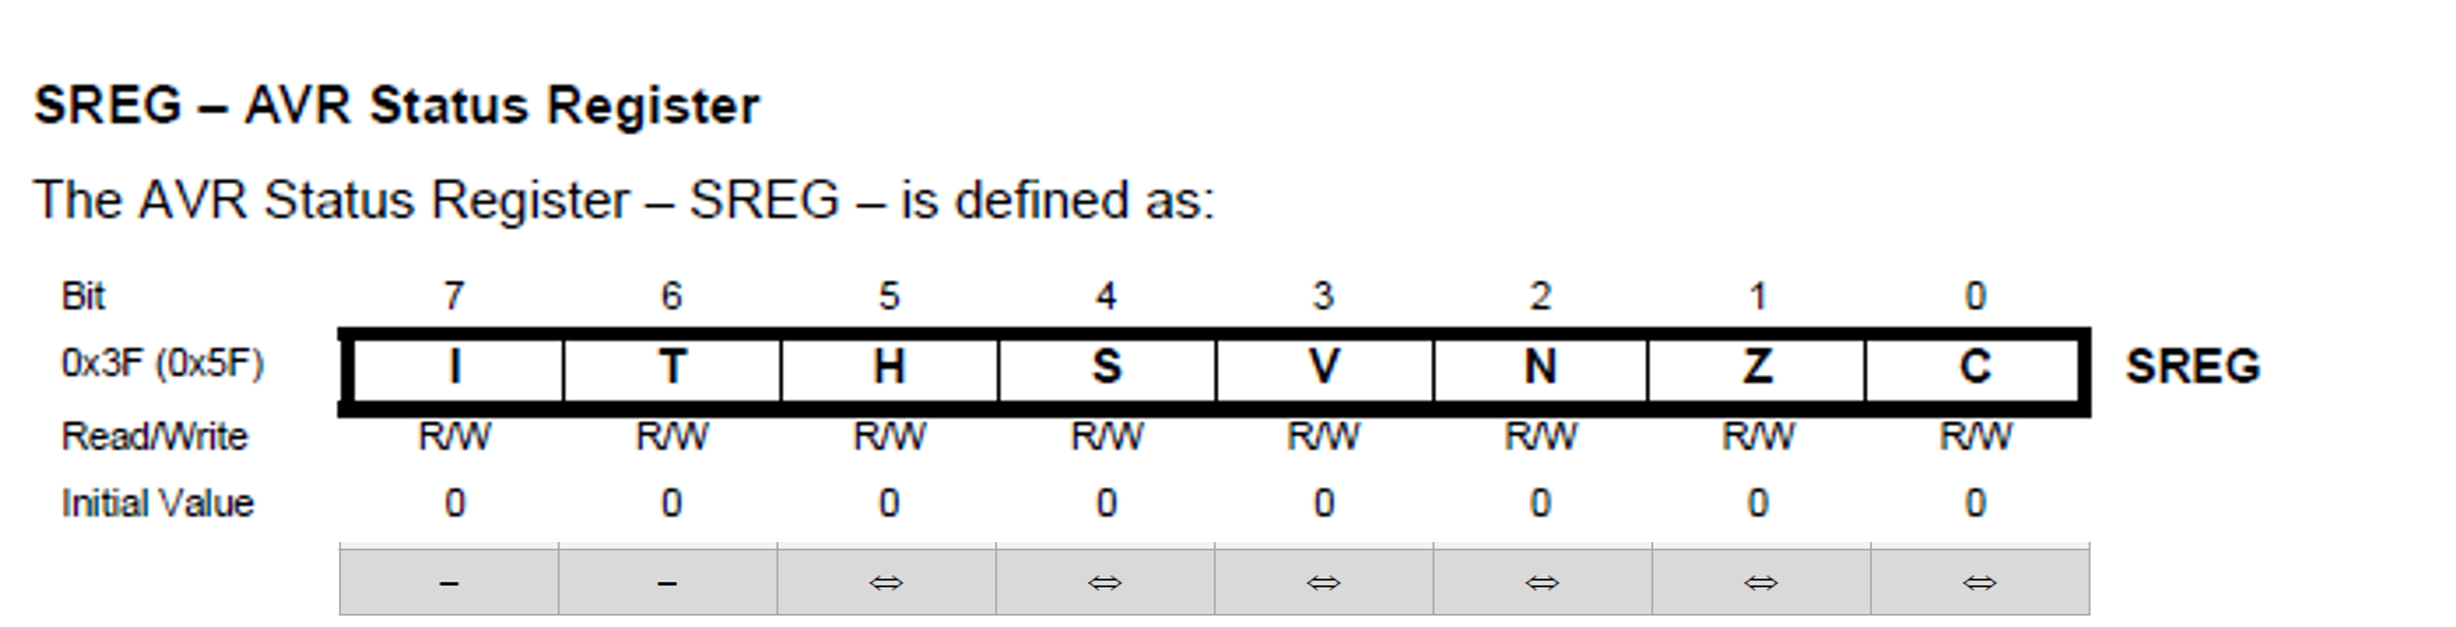 SREG – AVR Status Register
The AVR Status Register – SREG – is defined as:
Bit 7 6 5 4 3 2 1 0
0x3F (0x5F) I T H S V N Z C SREG
Read/Write R/W R/W R/W R/W R/W R/W R/W R/W
Initial Value 0 0 0 0 0 0 0 0
– – ⇔ ⇔ ⇔ ⇔ ⇔ ⇔